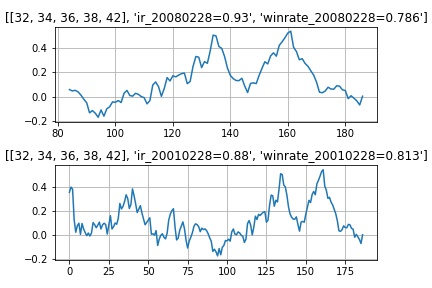 [[32, 34, 36, 38, 42], 'ir_20080228=0.93', 'winrate_20080228=0.786']
0.4
0.2
0.0
−0.2
80 100 120 140 160 180
[[32, 34, 36, 38, 42], 'ir_20010228=0.88', 'winrate_20010228=0.813']
0.4
0.2
0.0
−0.2
0 25 50 75 100 125 150 175